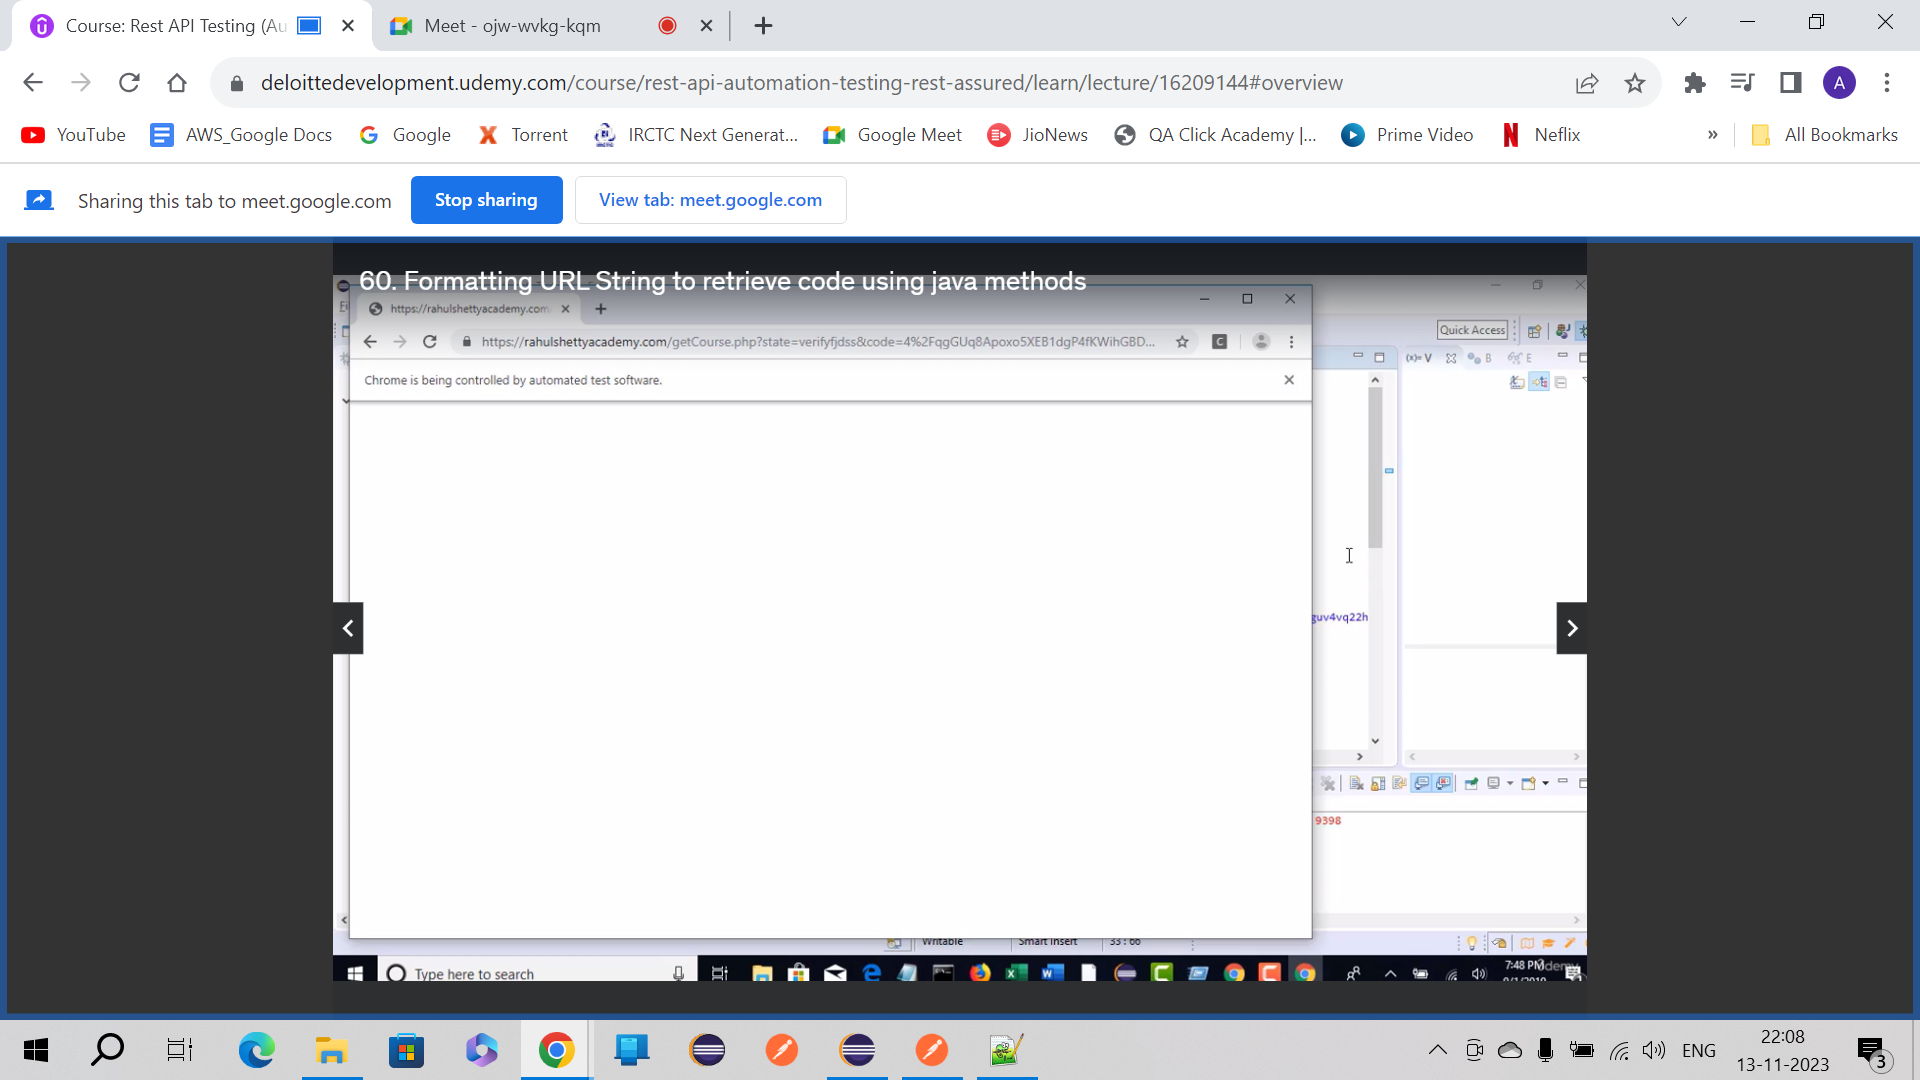 Course: Rest API Testing (Au
Meet - ojw-wvkg-kqm
deloittedevelopment.udemy.com/course/rest-api-automation-testing-rest-assured/learn/lecture/16209144#overview
A
YouTube AWS_Google Docs Google Torrent IRCTC Next Generat... Google Meet JioNews QA Click Academy |... Prime Video Neflix » All Bookmarks
Sharing this tab to meet.google.com Stop sharing View tab: meet.google.com
60. Formatting URL String to retrieve code using java methods
https://rahulshettyacademy.com
Quick Access
https://rahulshettyacademy.com/getCourse.php?state=verifyfjdss&code=4%2FqgGUq8Apoxo5XEB1dgP4fKWihGBD...
(x)= V B E
Chrome is being controlled by automated test software.
guv4vq22h
9398
Writable Smart Insert 33 : 66
Type here to search
7:48 PM
udemy
22:08
ENG
13-11-2023
3